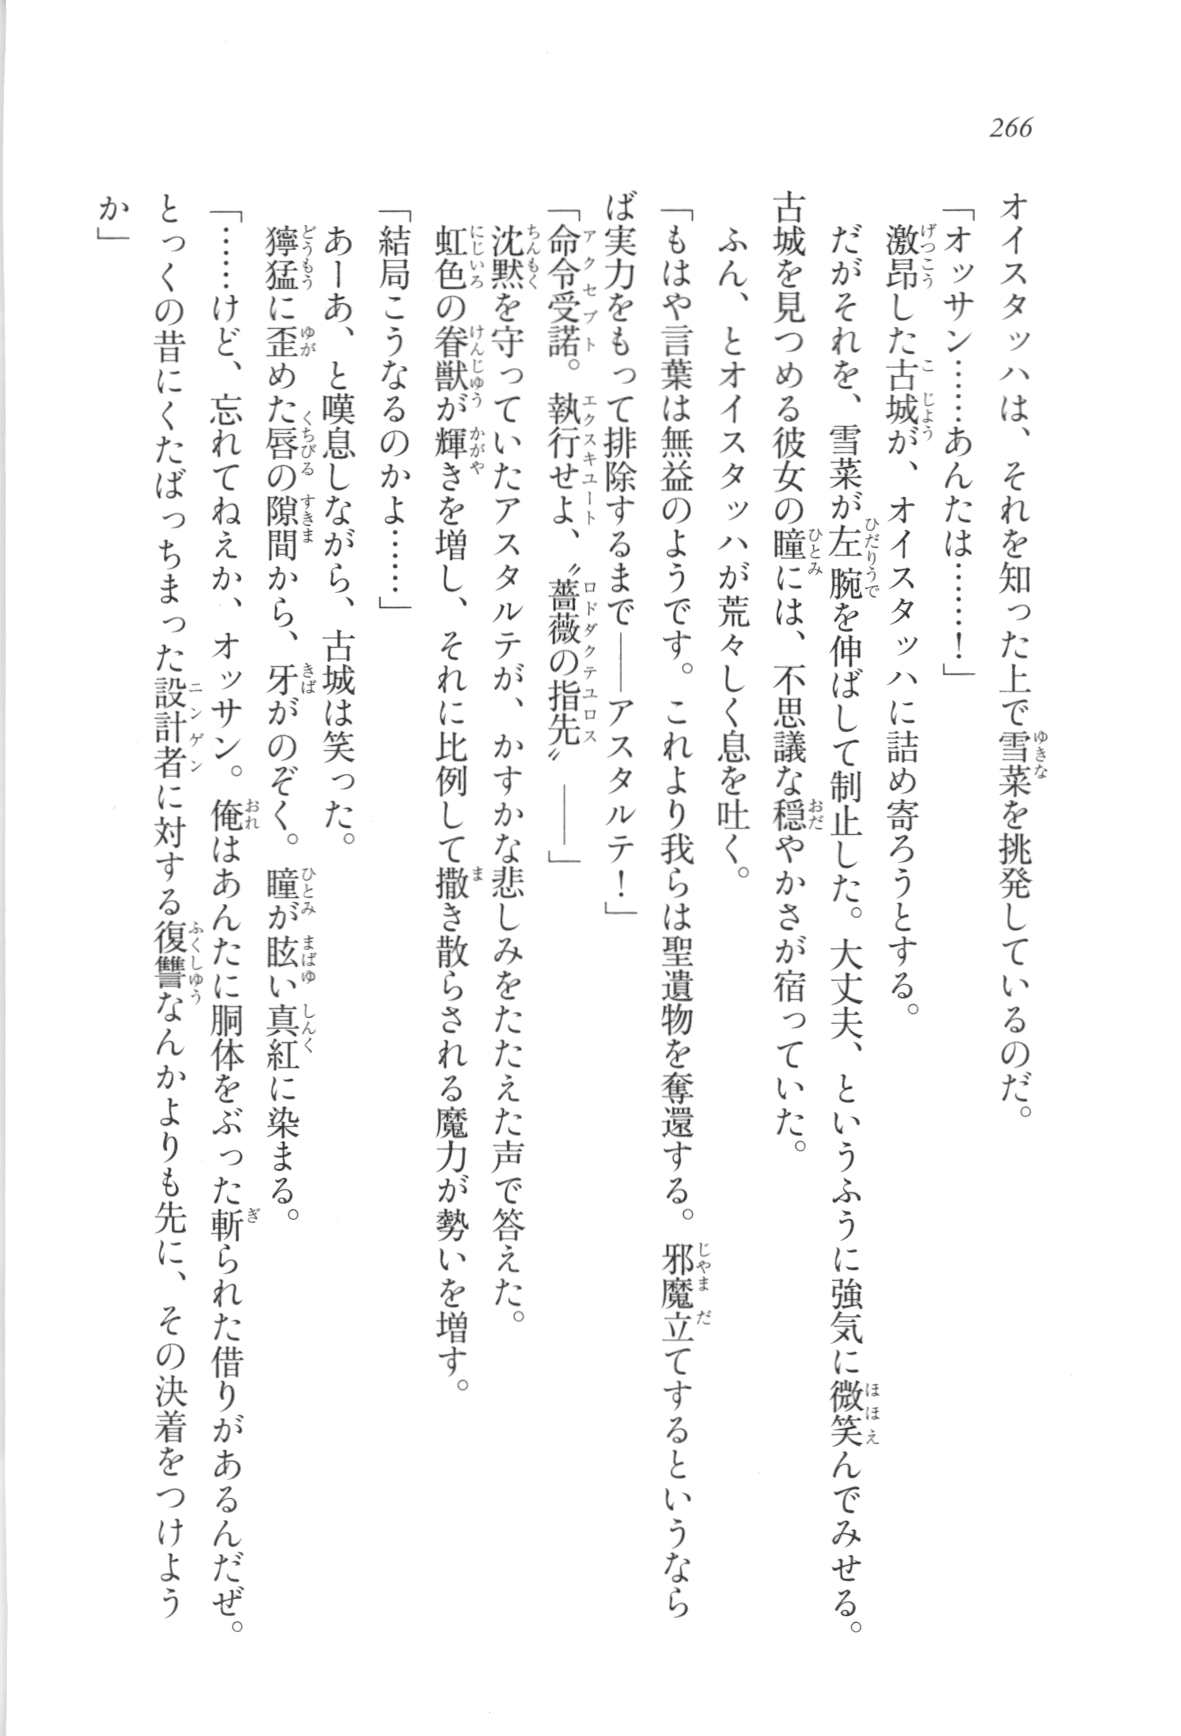 266
オイスタッハは、それを知った上で雪菜を挑発しているのだ。
「オッサン……あんたは……！」
激昂した古城が、オイスタッハに詰め寄ろうとする。
だがそれを、雪菜が左腕を伸ばして制止した。大丈夫、というふうに強気に微笑んでみせる。
古城を見つめる彼女の瞳には、不思議な穏やかさが宿っていた。
ふん、とオイスタッハが荒々しく息を吐く。
「もはや言葉は無益のようです。これより我らは聖遺物を奪還する。邪魔立てするというなら
ば実力をもって排除するまで――アスタルテ！」
「命令受諾。執行せよ、〝薔薇の指先〟――」
沈黙を守っていたアスタルテが、かすかな悲しみをたたえた声で答えた。
虹色の眷獣が輝きを増し、それに比例して撒き散らされる魔力が勢いを増す。
「結局こうなるのかよ……」
あーあ、と嘆息しながら、古城は笑った。
獰猛に歪めた唇の隙間から、牙がのぞく。瞳が眩い真紅に染まる。
「……けど、忘れてねえか、オッサン。俺はあんたに胴体をぶった斬られた借りがあるんだぜ。
とっくの昔にくたばっちまった設計者に対する復讐なんかよりも先に、その決着をつけよう
か」